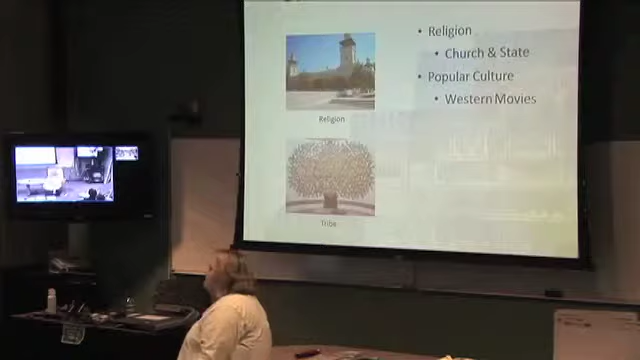 • Religion
• Church & State
• Popular Culture
• Western Movies
Religion
Tribe